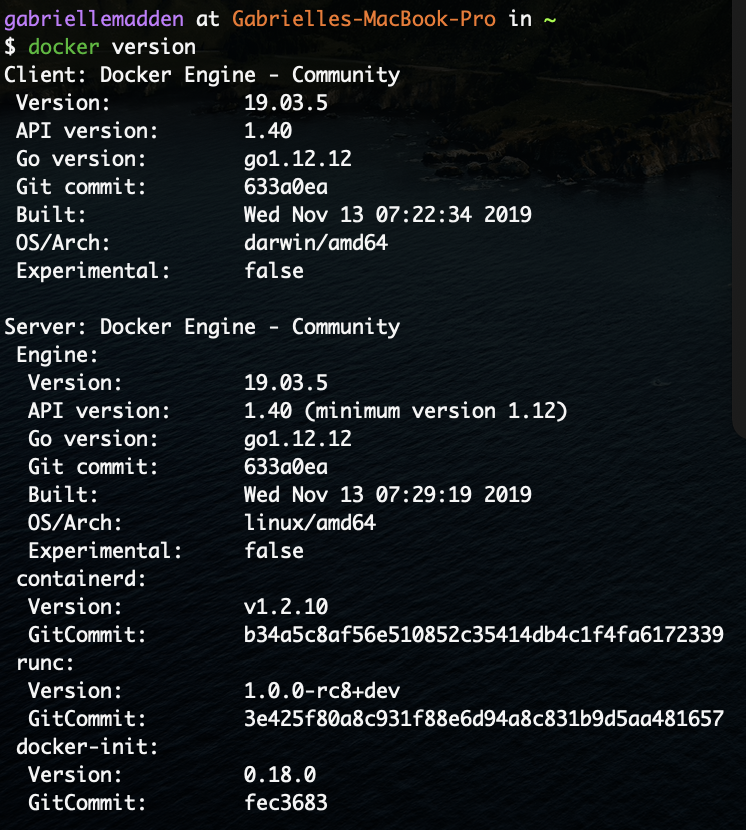 gabriellemadden at Gabrielles-MacBook-Pro in ~
$ docker version
Client: Docker Engine - Community
 Version:           19.03.5
 API version:       1.40
 Go version:        go1.12.12
 Git commit:        633a0ea
 Built:             Wed Nov 13 07:22:34 2019
 OS/Arch:           darwin/amd64
 Experimental:      false

Server: Docker Engine - Community
 Engine:
  Version:          19.03.5
  API version:      1.40 (minimum version 1.12)
  Go version:       go1.12.12
  Git commit:       633a0ea
  Built:            Wed Nov 13 07:29:19 2019
  OS/Arch:          linux/amd64
  Experimental:     false
 containerd:
  Version:          v1.2.10
  GitCommit:        b34a5c8af56e510852c35414db4c1f4fa6172339
 runc:
  Version:          1.0.0-rc8+dev
  GitCommit:        3e425f80a8c931f88e6d94a8c831b9d5aa481657
 docker-init:
  Version:          0.18.0
  GitCommit:        fec3683